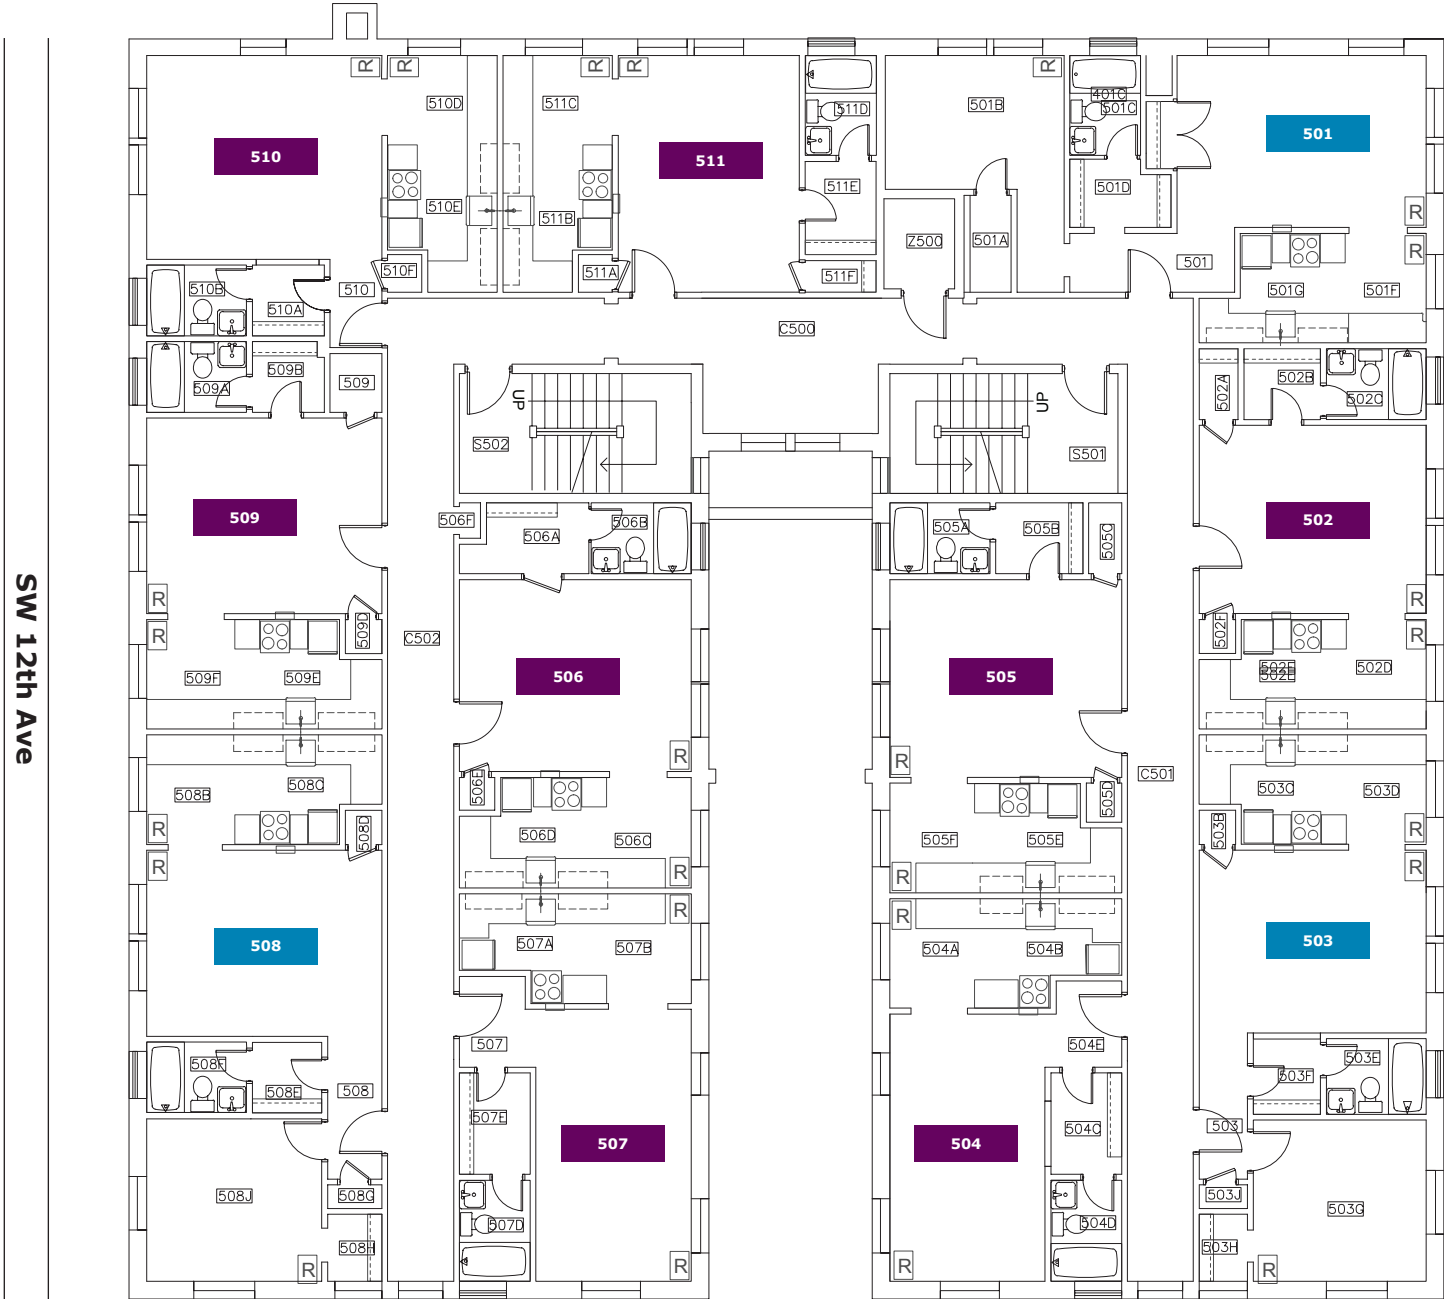 R
R
R
R
R
510D
511C
511D
501B
401C
501C
501
510
511
511E
501D
R
510E
511B
Z500
501A
R
510F
511A
511F
501
510B
510
501G
501F
510A
C500
509A
509B
509
502A
502B
502C
UP
UP
S502
S501
509
506F
506A
506B
505A
505B
505C
502
R
R
R
509D
C502
502F
R
509F
509E
506
505
502E
502E
502D
SW 12th Ave
R
R
508B
508C
506E
C501
505D
503C
503D
R
508D
506D
506C
505F
505E
503B
R
R
R
R
R
R
R
508
507A
507B
504A
504B
503
507
504E
508F
508E
508
503F
503E
507E
504C
503
507
504
508J
508G
507D
504D
503J
503G
508H
503H
R
R
R
R